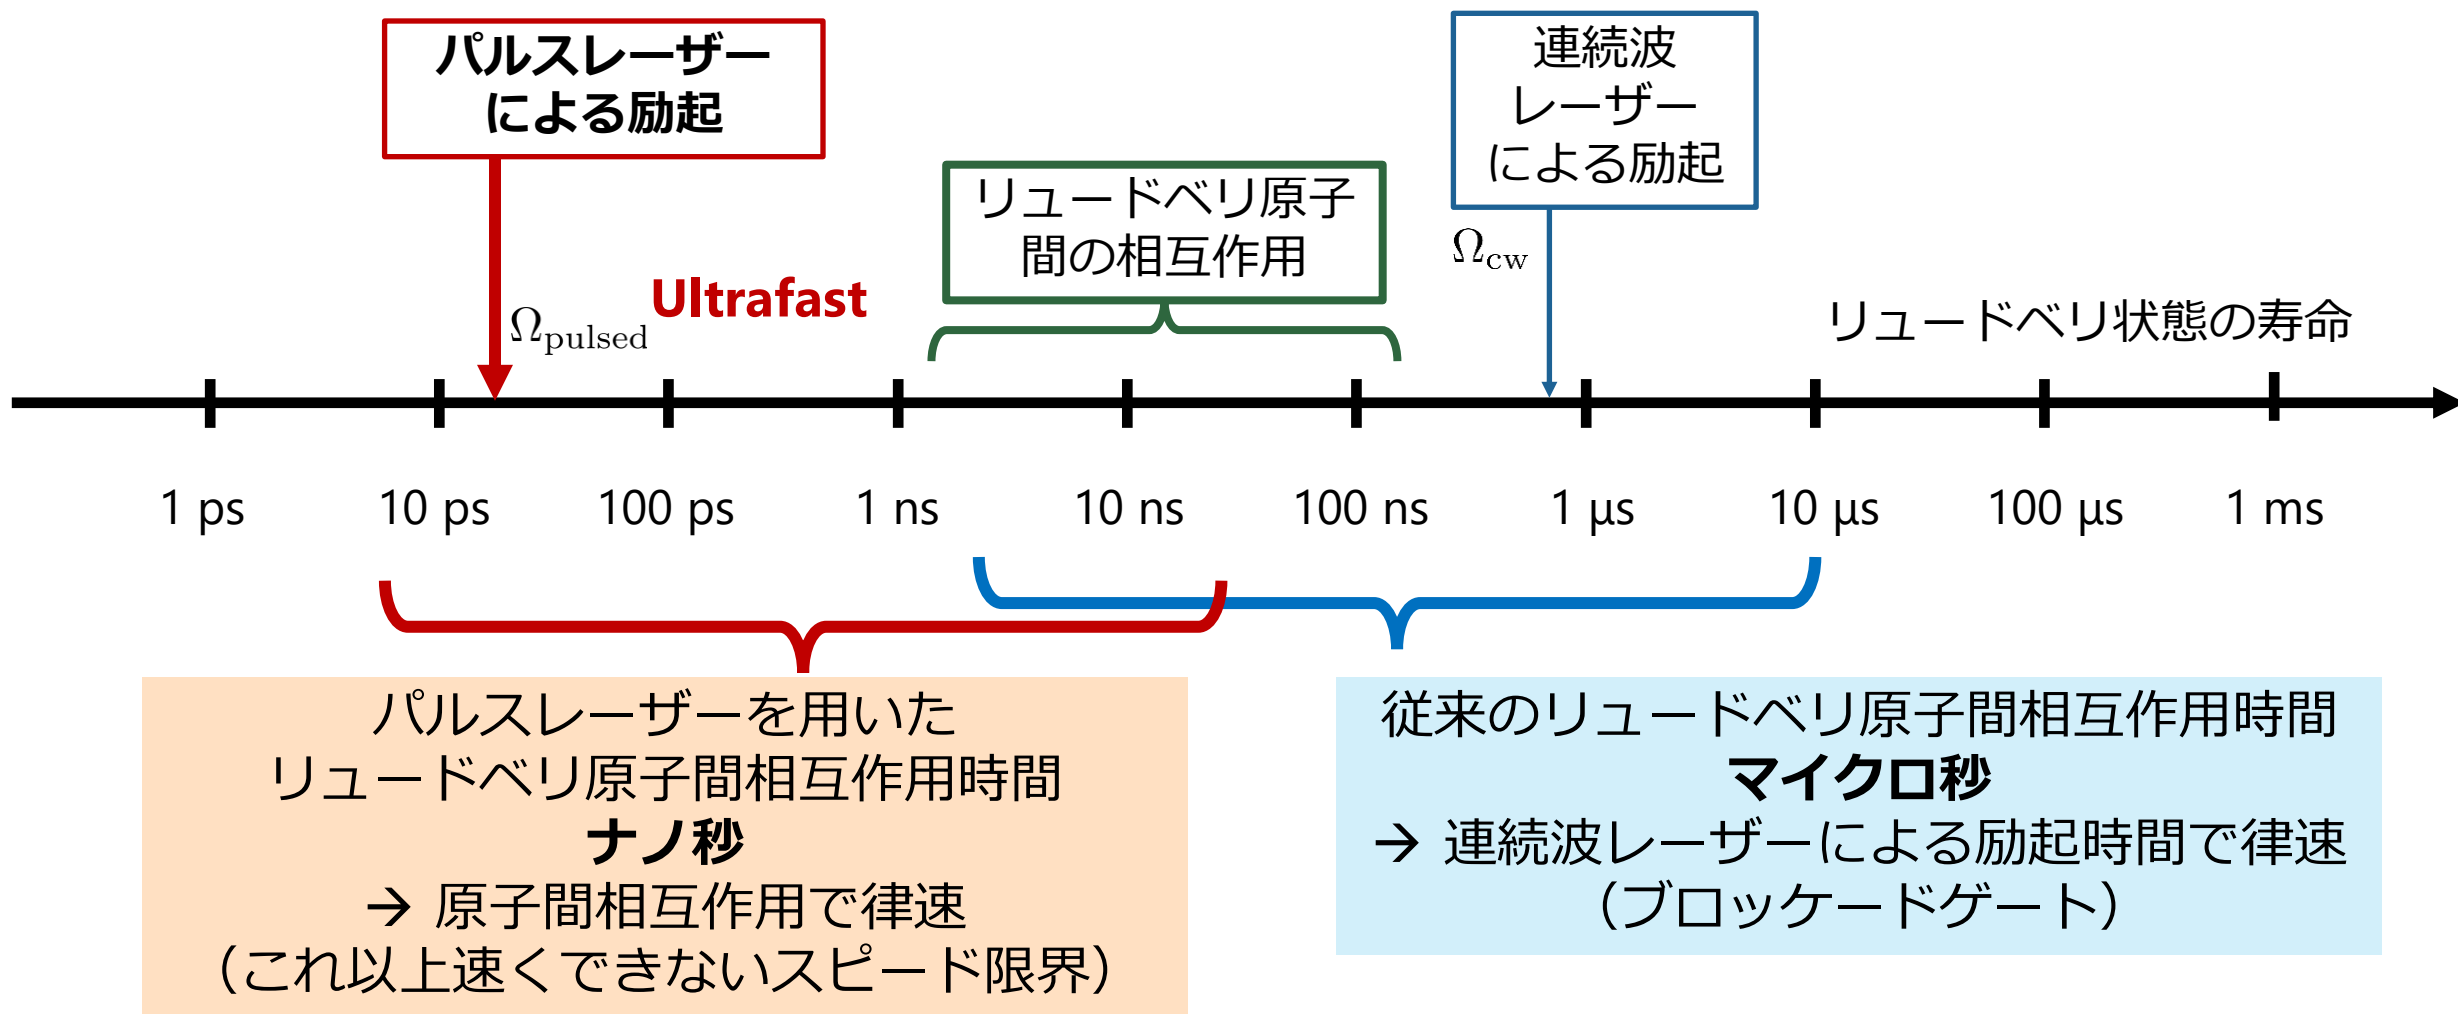 パルスレーザー
による励起
連続波
レーザー
による励起
リュードベリ原子
間の相互作用
Ω_cw
Ultrafast
Ω_pulsed
リュードベリ状態の寿命
1 ps
10 ps
100 ps
1 ns
10 ns
100 ns
1 μs
10 μs
100 μs
1 ms
パルスレーザーを用いた
リュードベリ原子間相互作用時間
ナノ秒
→ 原子間相互作用で律速
（これ以上速くできないスピード限界）
従来のリュードベリ原子間相互作用時間
マイクロ秒
→ 連続波レーザーによる励起時間で律速
（ブロッケードゲート）